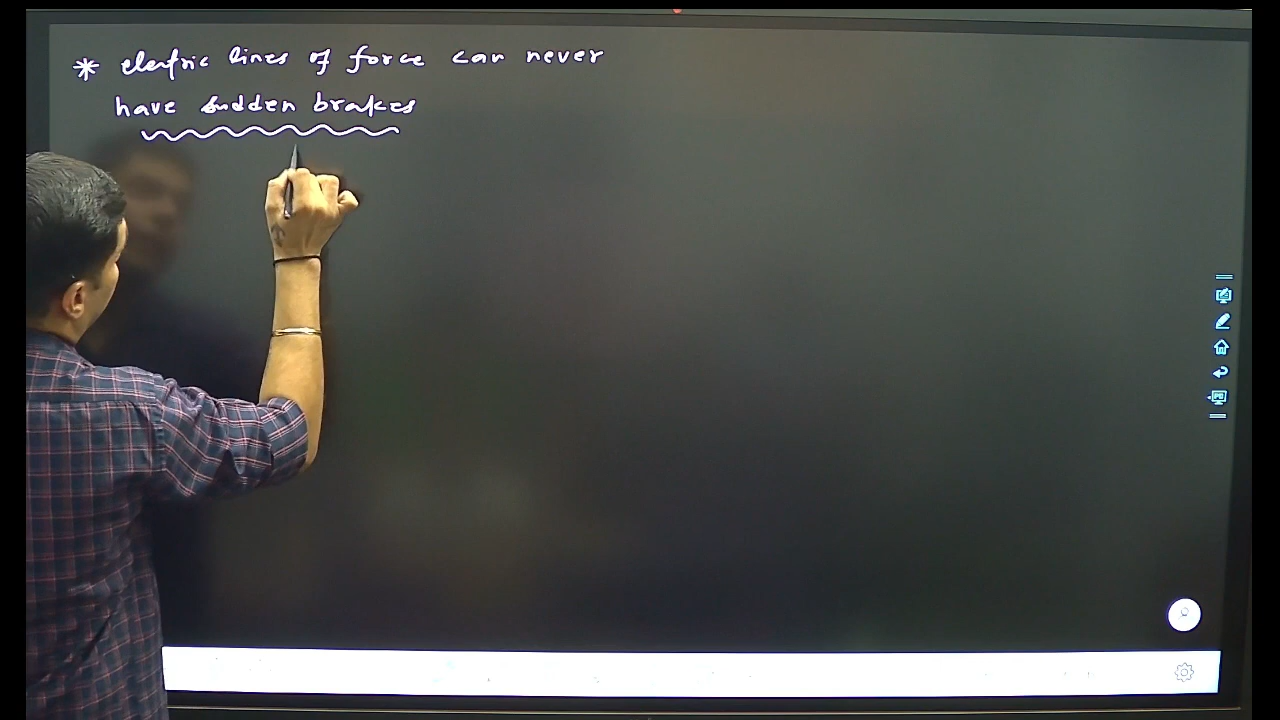 * electric lines of force can never
have sudden brakes